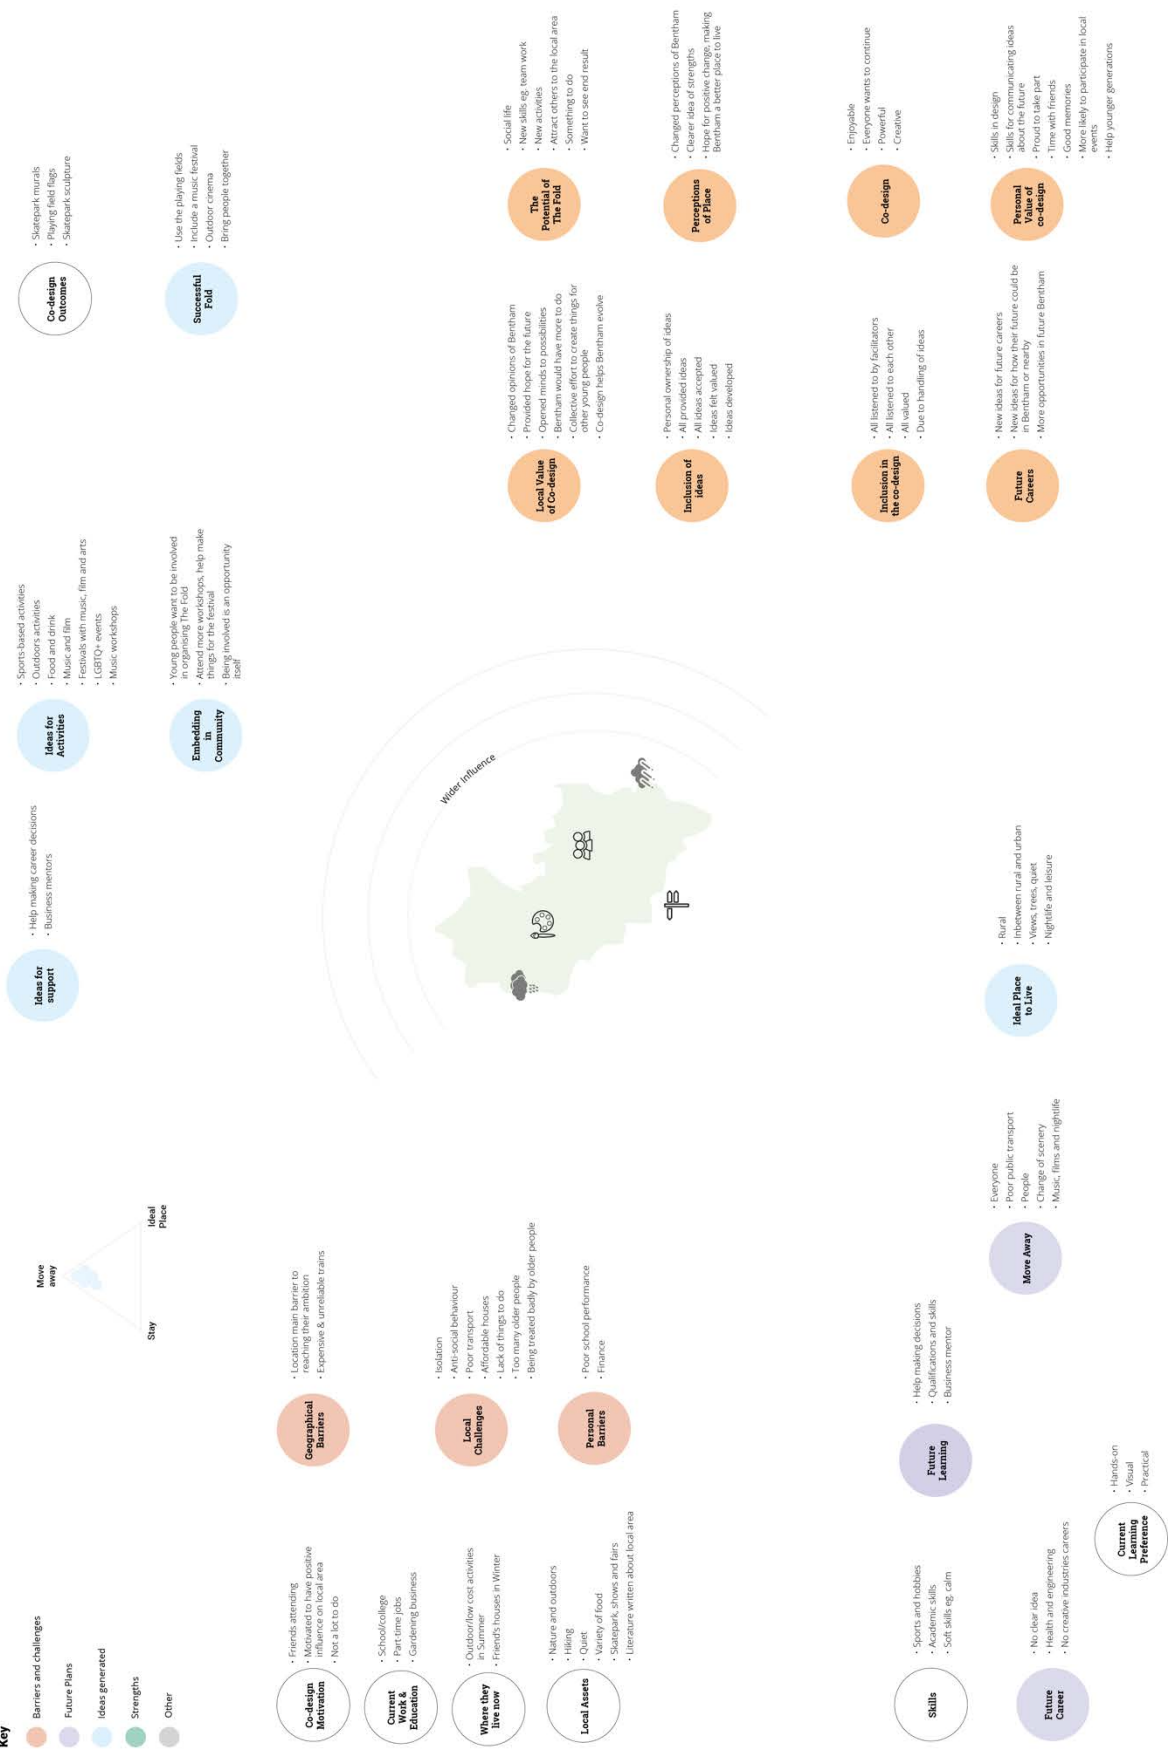 Key
Barriers and challenges
Future Plans
Ideas generated
Strengths
Other
Move
away
Stay
Ideal
Place
Ideas for
support
• Help making career decisions
• Business mentors
Ideas for
Activities
• Sports-based activities
• Outdoors activities
• Food and drink
• Music and film
• Festivals with music, film and arts
• LGBTQ+ events
• Music workshops
Co-design
Outcomes
• Skatepark murals
• Playing field flags
• Skatepark sculpture
Embedding
in
Community
• Young people want to be involved
in organising The Fold
• Attend more workshops, help make
things for the festival
• Being involved is an opportunity
itself
Successful
Fold
• Use the playing fields
• Include a music festival
• Outdoor cinema
• Bring people together
Co-design
Motivation
• Friends attending
• Motivated to have positive
influence on local area
• Not a lot to do
Geographical
Barriers
• Location main barrier to
reaching their ambition
• Expensive & unreliable trains
Current
Work &
Education
• School/college
• Part-time jobs
• Gardening business
Where they
live now
• Outdoor/low cost activities
in Summer
• Friend's houses in Winter
Local
Challenges
• Isolation
• Anti-social behaviour
• Poor transport
• Affordable houses
• Lack of things to do
• Too many older people
• Being treated badly by older people
Local Assets
• Nature and outdoors
• Hiking
• Quiet
• Variety of food
• Skatepark, shows and fairs
• Literature written about local area
Personal
Barriers
• Poor school performance
• Finance
Wider Influence
Local Value
of Co-design
• Changed opinions of Bentham
• Provided hope for the future
• Opened minds to possibilities
• Bentham would have more to do
• Collective effort to create things for
other young people
• Co-design helps Bentham evolve
The
Potential of
The Fold
• Social life
• New skills eg. team work
• New activities
• Attract others to the local area
• Something to do
• Want to see end result
Inclusion of
ideas
• Personal ownership of ideas
• All provided ideas
• All ideas accepted
• Ideas felt valued
• Ideas developed
Perceptions
of Place
• Changed perceptions of Bentham
• Clearer idea of strengths
• Hope for positive change, making
Bentham a better place to live
Inclusion in
the co-design
• All listened to by facilitators
• All listened to each other
• All valued
• Due to handling of ideas
Co-design
• Enjoyable
• Everyone wants to continue
• Powerful
• Creative
Skills
• Sports and hobbies
• Academic skills
• Soft skills eg. calm
Future
Learning
• Help making decisions
• Qualifications and skills
• Business mentor
Future
Career
• No clear idea
• Health and engineering
• No creative industries careers
Move Away
• Everyone
• Poor public transport
• People
• Change of scenery
• Music, films and nightlife
Ideal Place
to Live
• Rural
• Inbetween rural and urban
• Views, trees, quiet
• Nightlife and leisure
Future
Careers
• New ideas for future careers
• New ideas for how their future could be
in Bentham or nearby
• More opportunities in future Bentham
Personal
Value of
co-design
• Skills in design
• Skills for communicating ideas
about the future
• Proud to take part
• Time with friends
• Good memories
• More likely to participate in local
events
• Help younger generations
Current
Learning
Preference
• Hands-on
• Visual
• Practical